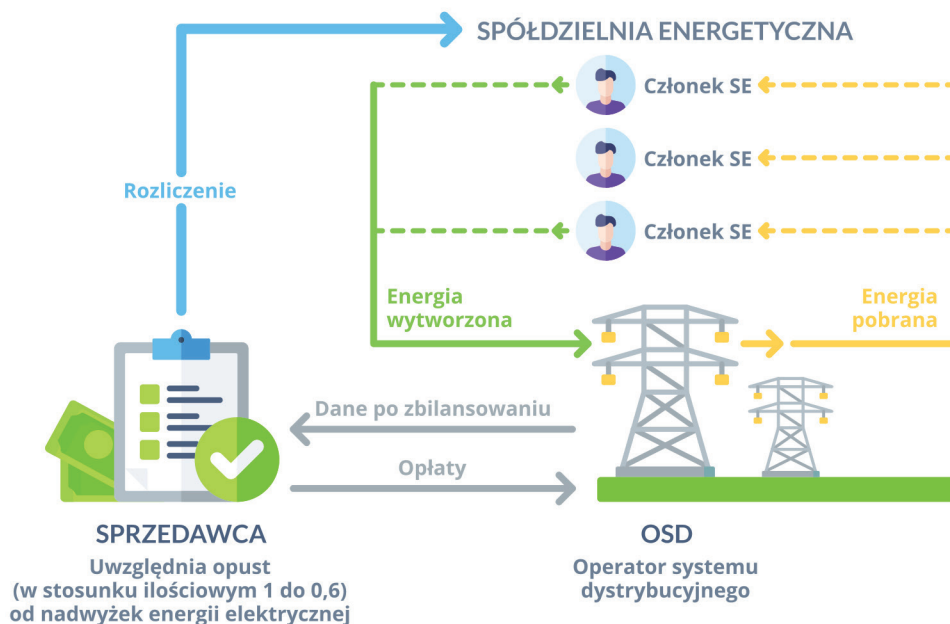 SPÓŁDZIELNIA ENERGETYCZNA
Członek SE
Członek SE
Członek SE
Rozliczenie
Energia
wytworzona
Energia
pobrana
Dane po zbilansowaniu
Opłaty
SPRZEDAWCA
Uwzględnia opust
(w stosunku ilościowym 1 do 0,6)
od nadwyżek energii elektrycznej
OSD
Operator systemu
dystrybucyjnego